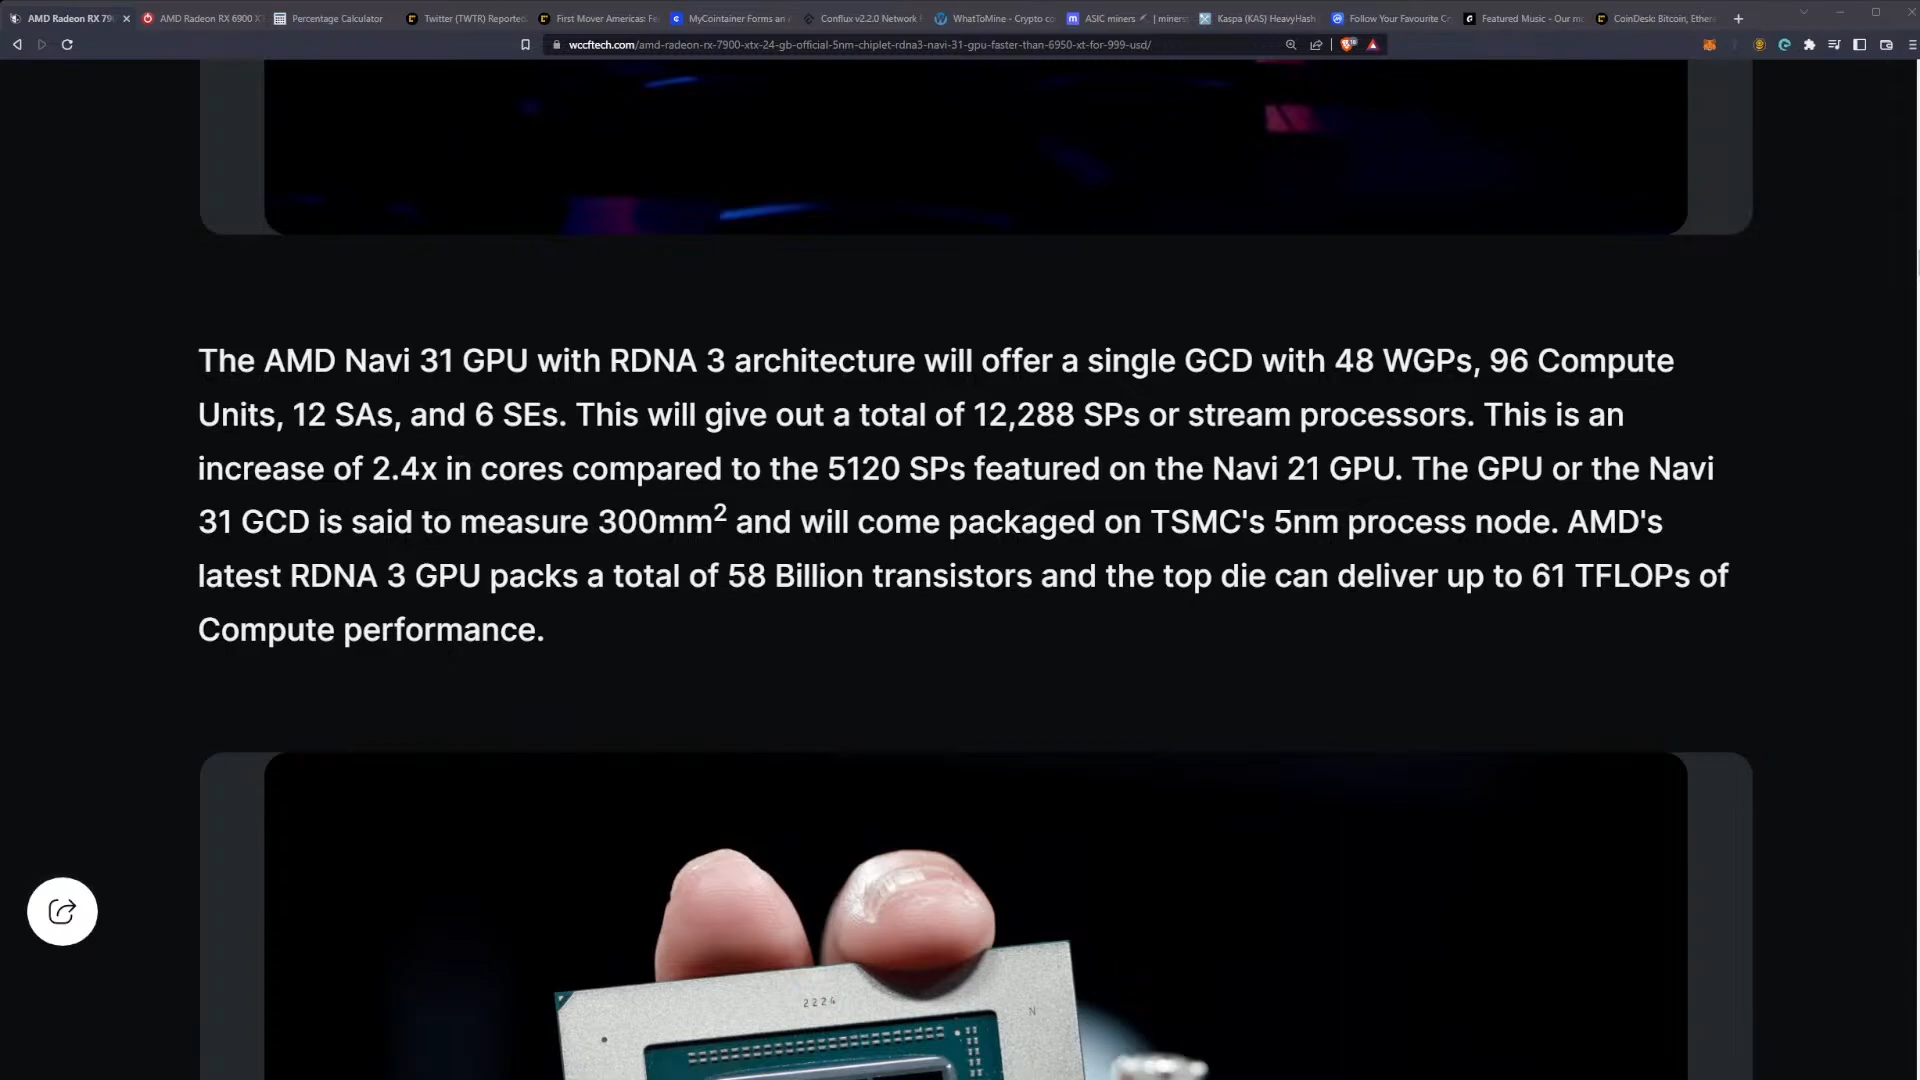 AMD Radeon RX 79
AMD Radeon RX 6900 X
Percentage Calculator
Twitter (TWTR) Reported
First Mover Americas: Fe
MyCointainer Forms an
Conflux v2.2.0 Network
WhatToMine - Crypto co
ASIC miners
| miners
Kaspa (KAS) HeavyHash
Follow Your Favourite Cr
Featured Music - Our m
CoinDesk: Bitcoin, Ether
wccftech.com/amd-radeon-rx-7900-xtx-24-gb-official-5nm-chiplet-rdna3-navi-31-gpu-faster-than-6950-xt-for-999-usd/
The AMD Navi 31 GPU with RDNA 3 architecture will offer a single GCD with 48 WGPs, 96 Compute
Units, 12 SAs, and 6 SEs. This will give out a total of 12,288 SPs or stream processors. This is an
increase of 2.4x in cores compared to the 5120 SPs featured on the Navi 21 GPU. The GPU or the Navi
31 GCD is said to measure 300mm² and will come packaged on TSMC's 5nm process node. AMD's
latest RDNA 3 GPU packs a total of 58 Billion transistors and the top die can deliver up to 61 TFLOPs of
Compute performance.
2224
N